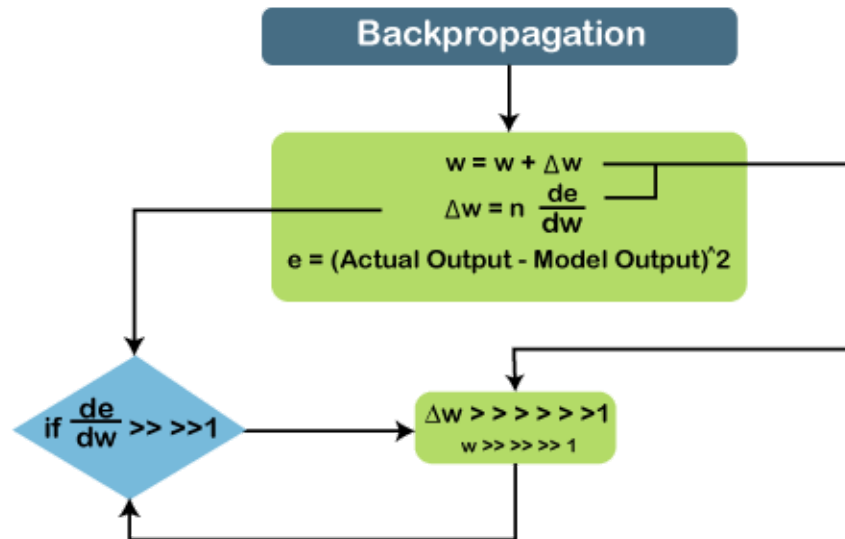 Backpropagation
w = w + Δw
Δw = n de/dw
e = (Actual Output - Model Output)^2
if de/dw >> >>1
Δw > > > > > >1
w >> >> >> 1